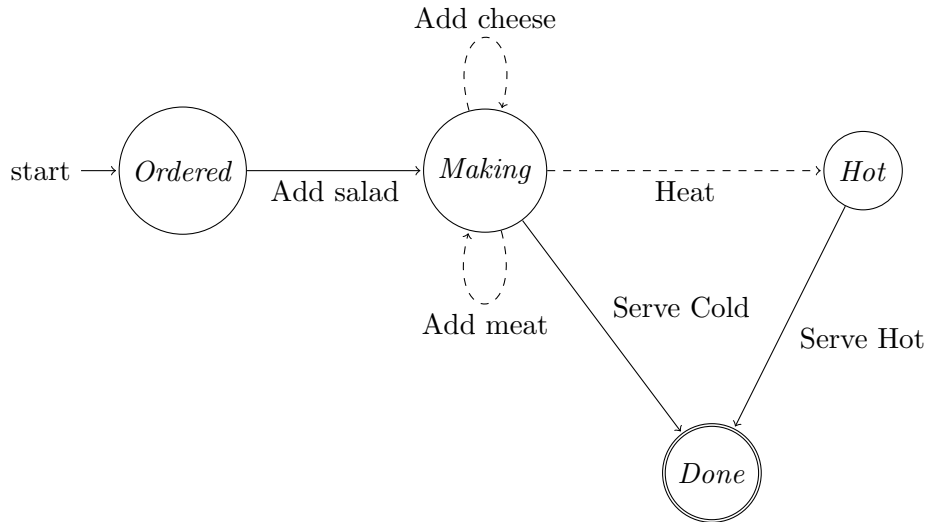 Add cheese
start
Ordered
Making
Hot
Add salad
Heat
Add meat
Serve Cold
Serve Hot
Done